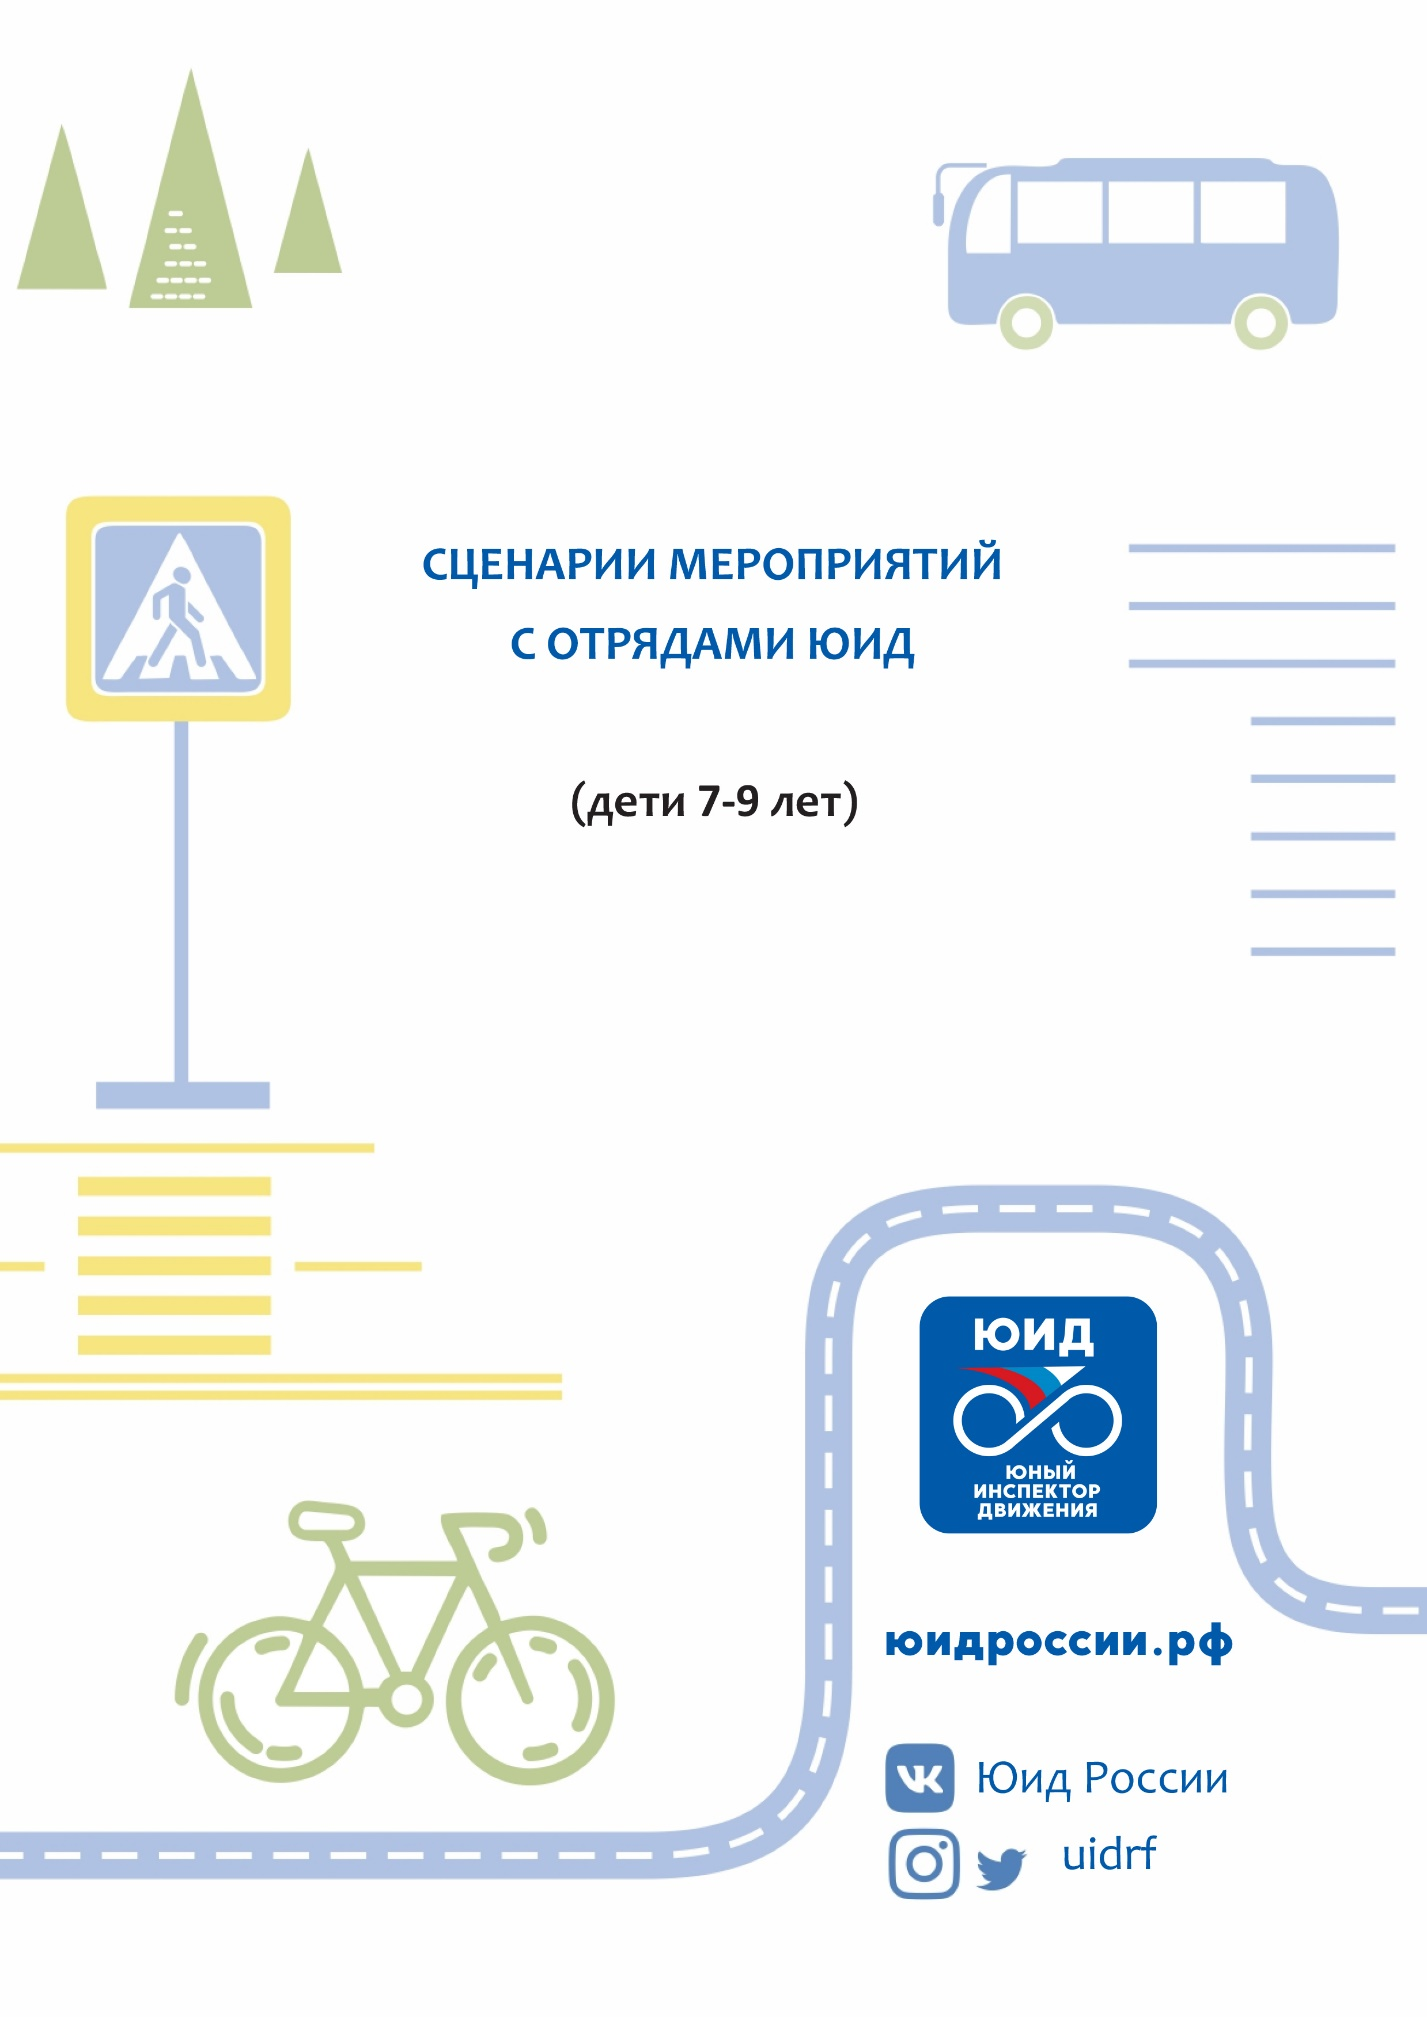 СЦЕНАРИИ МЕРОПРИЯТИЙ
С ОТРЯДАМИ ЮИД
(дети 7-9 лет)
ЮИД
ЮНЫЙ
ИНСПЕКТОР
ДВИЖЕНИЯ
юидроссии.рф
Юид России
uidrf